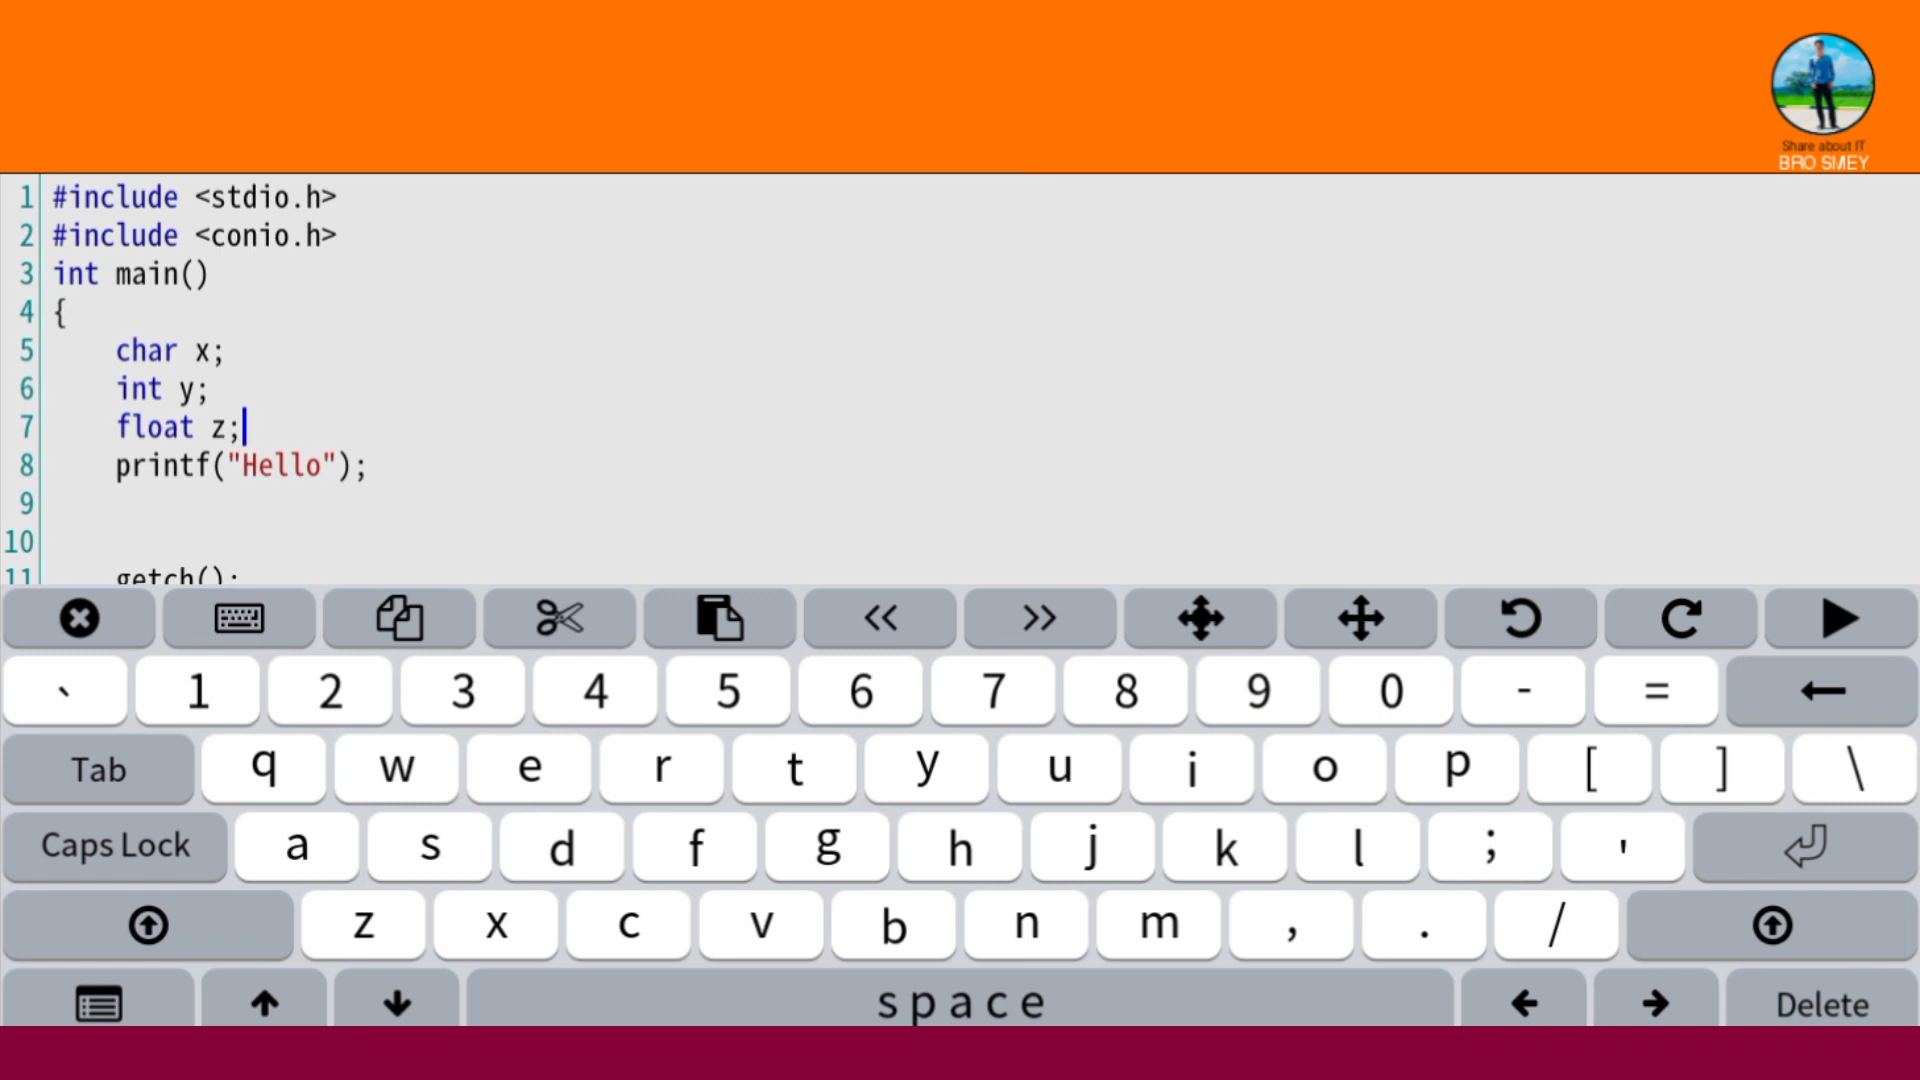 Share about IT
BRO SMEY
1 #include <stdio.h>
2 #include <conio.h>
3 int main()
4 {
5 char x;
6 int y;
7 float z;
8 printf("Hello");
9
10
11 getch();
` 1 2 3 4 5 6 7 8 9 0 - =
Tab q w e r t y u i o p [ ] \
Caps Lock a s d f g h j k l ; '
z x c v b n m , . /
space Delete